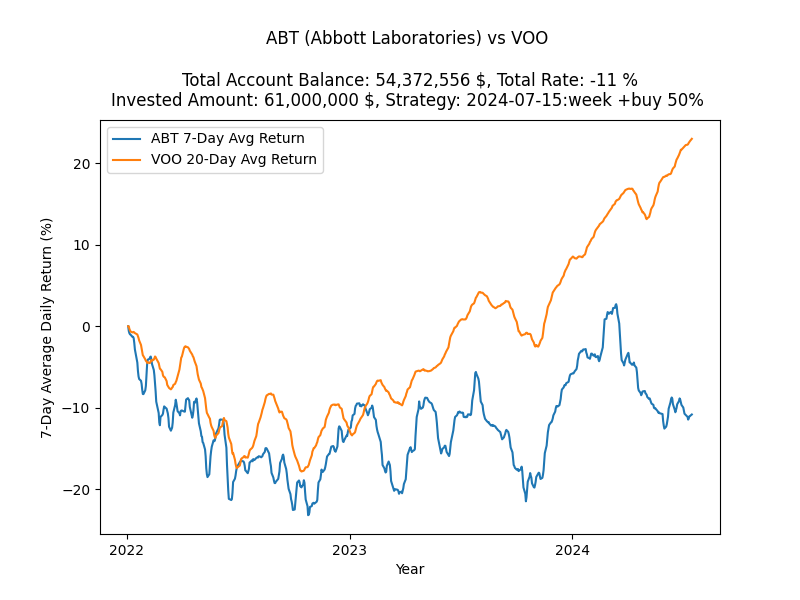 ABT (Abbott Laboratories) vs VOO
Total Account Balance: 54,372,556 $, Total Rate: -11 %
Invested Amount: 61,000,000 $, Strategy: 2024-07-15:week +buy 50%
ABT 7-Day Avg Return
VOO 20-Day Avg Return
7-Day Average Daily Return (%)
20
10
0
−10
−20
2022
2023
2024
Year